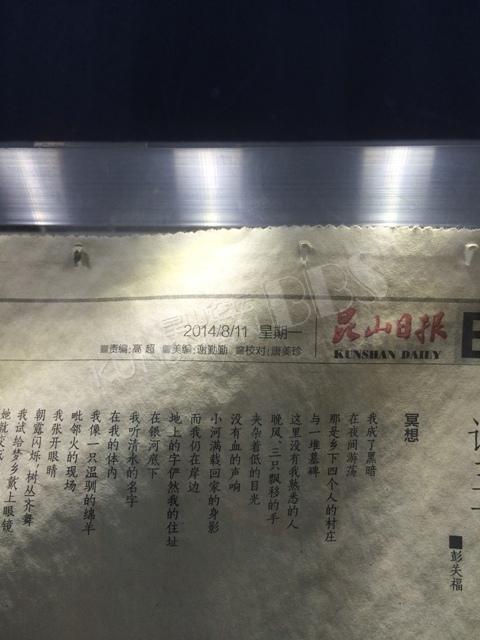 2014/8/11 星期一
■责编:高 超 ■美编:谢勤勤 ■校对:唐美珍
昆山日报
KUNSHAN DAILY
■彭关福
冥想
我成了黑暗
在夜间游荡
那是乡下四个人的村庄
与一堆墓碑
这里没有我熟悉的人
晚风、三只飘移的手
夹杂着低的目光
没有血的声响
小河满载回家的身影
而我仍在岸边
地上的字俨然我的住址
在银河底下
我听清水的名字
在我的体内
我像一只温驯的绵羊
毗邻火的现场
我张开眼睛
朝露闪烁，树丛齐舞
我试给梦乡戴上眼镜
KUNSHAN BBS